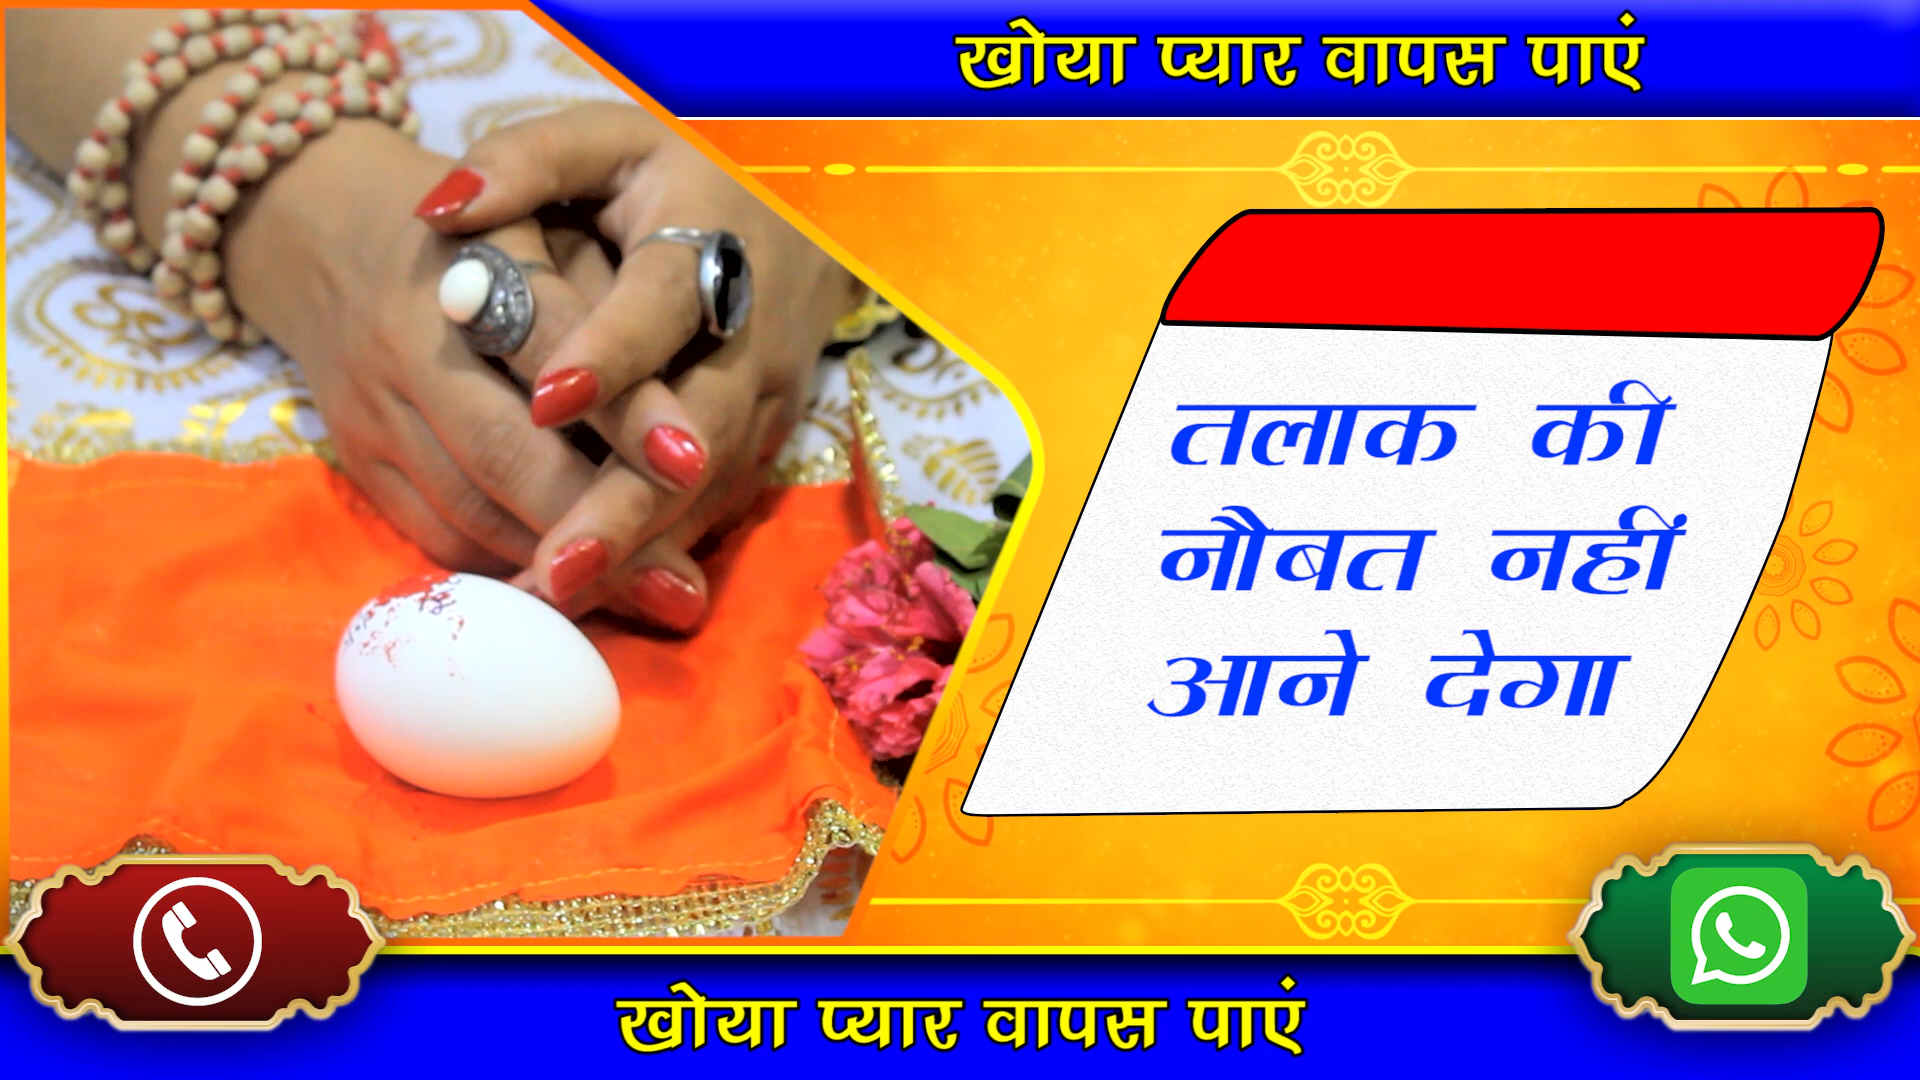 खोया प्यार वापस पाएं
तलाक की
नौबत नहीं
आने देगा
खोया प्यार वापस पाएं